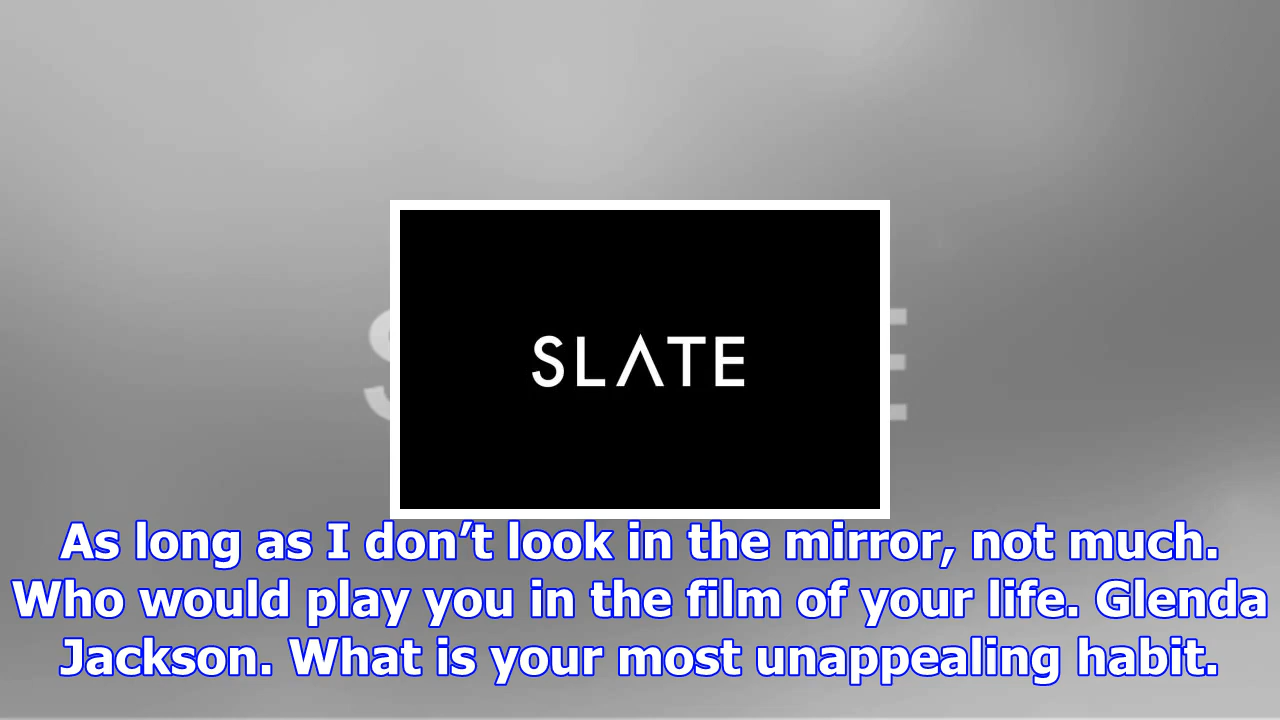 SLATE
As long as I don’t look in the mirror, not much.
Who would play you in the film of your life. Glenda
Jackson. What is your most unappealing habit.